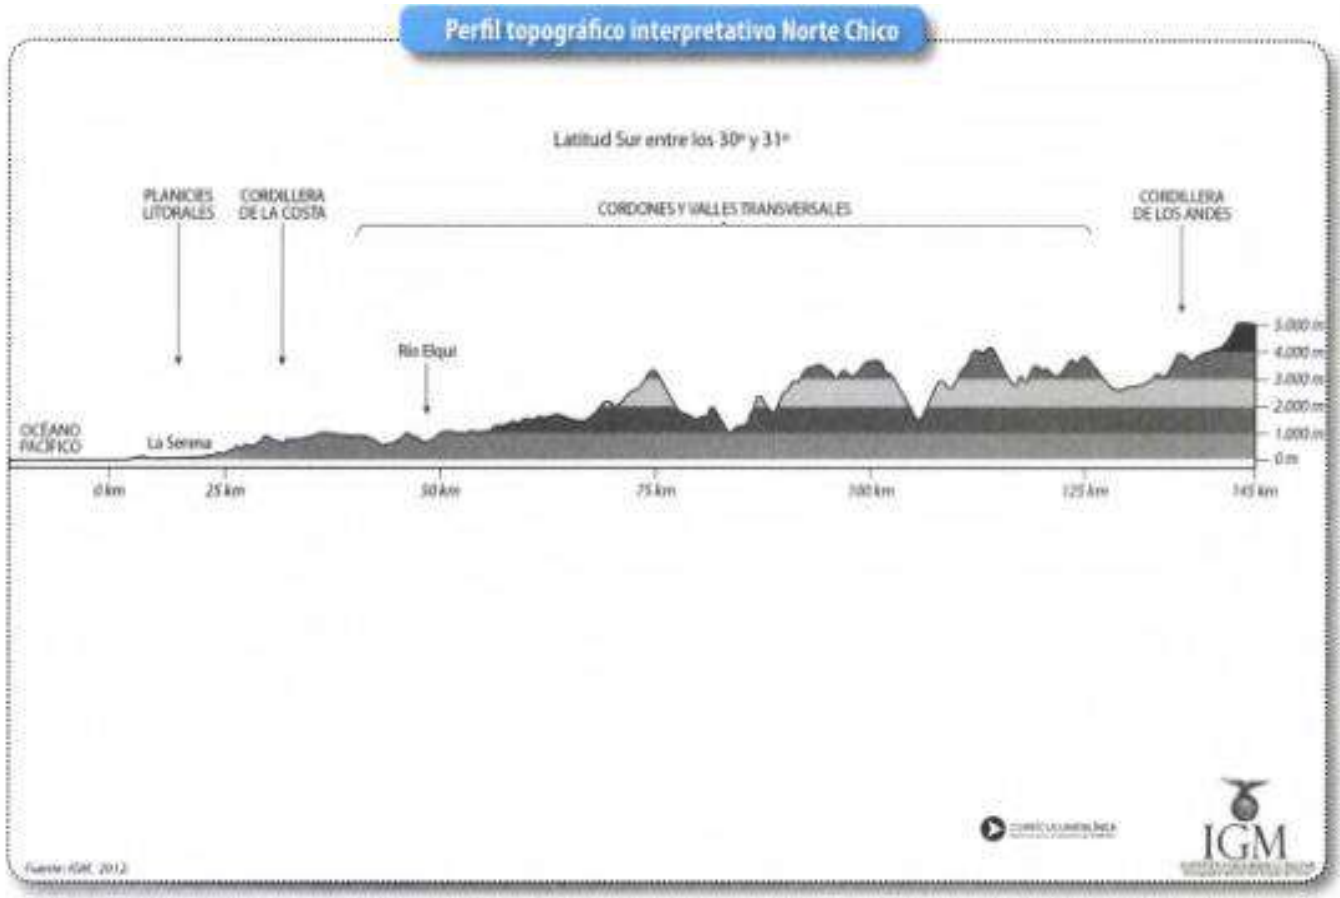 Perfil topográfico interpretativo Norte Chico
Latitud Sur entre los 30º y 31º
PLANICIES
LITORALES
CORDILLERA
DE LA COSTA
CORDONES Y VALLES TRANSVERSALES
CORDILLERA
DE LOS ANDES
Río Elqui
OCÉANO
PACÍFICO
La Serena
5.000 m
4.000 m
3.000 m
2.000 m
1.000 m
0 m
0 km
25 km
50 km
75 km
100 km
125 km
145 km
IGM
Fuente: IGM, 2012.